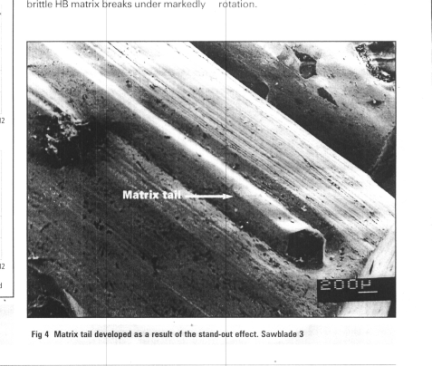 brittle HB matrix breaks under markedly
rotation.
Matrix tail
200µ
Fig 4 Matrix tail developed as a result of the stand-out effect. Sawblade 3